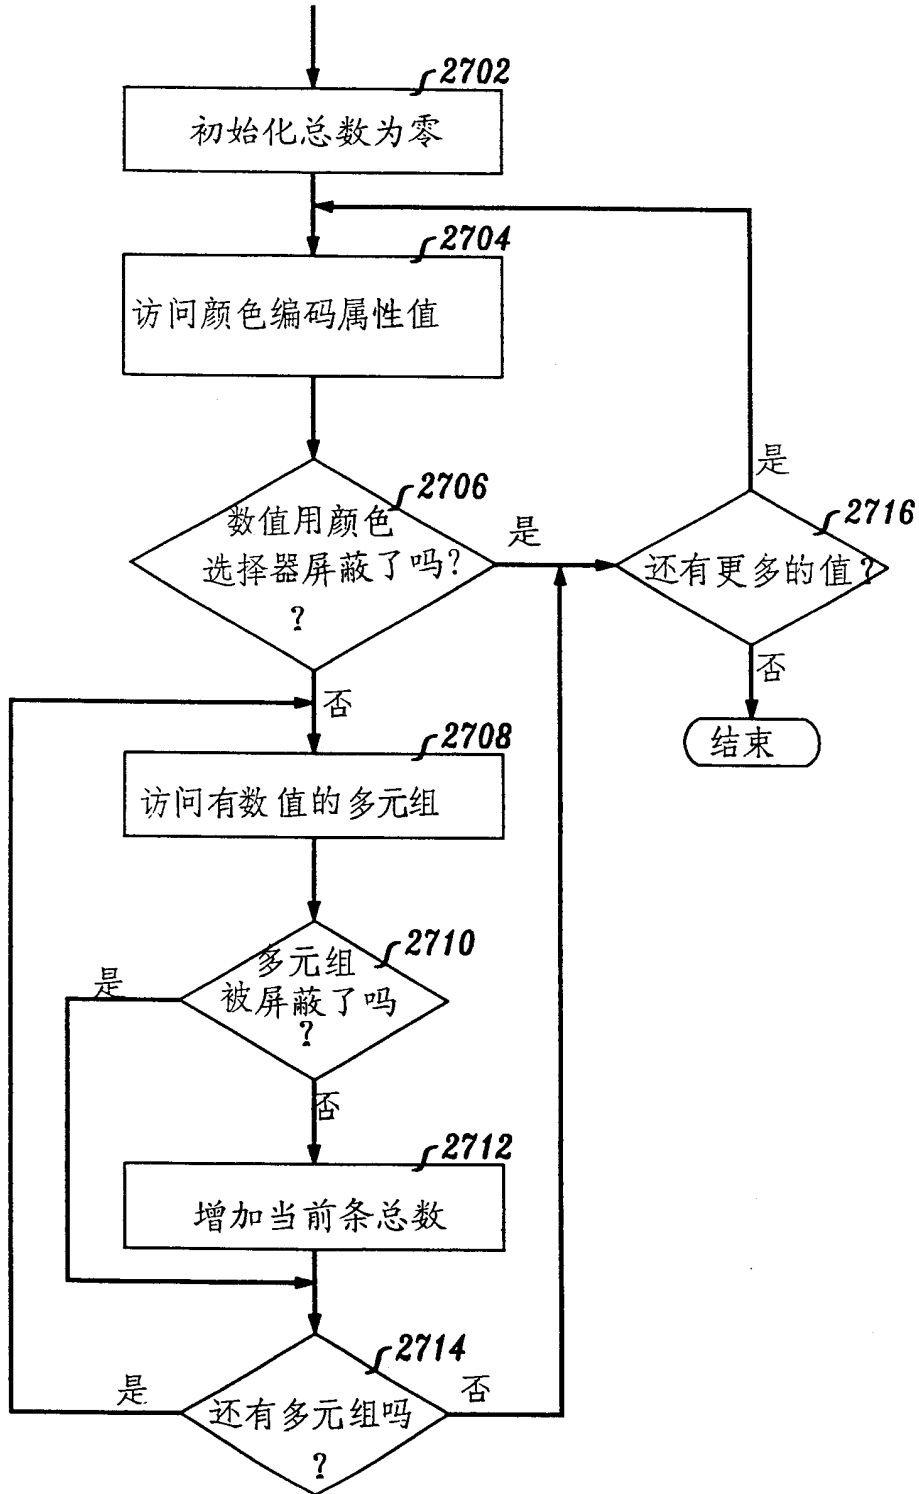 2702
初始化总数为零
2704
访问颜色编码属性值
是
2706
数值用颜色
选择器屏蔽了吗?
?
是
2716
还有更多的值?
否
否
结束
2708
访问有数值的多元组
2710
多元组
被屏蔽了吗
?
是
否
2712
增加当前条总数
2714
还有多元组吗
?
是
否